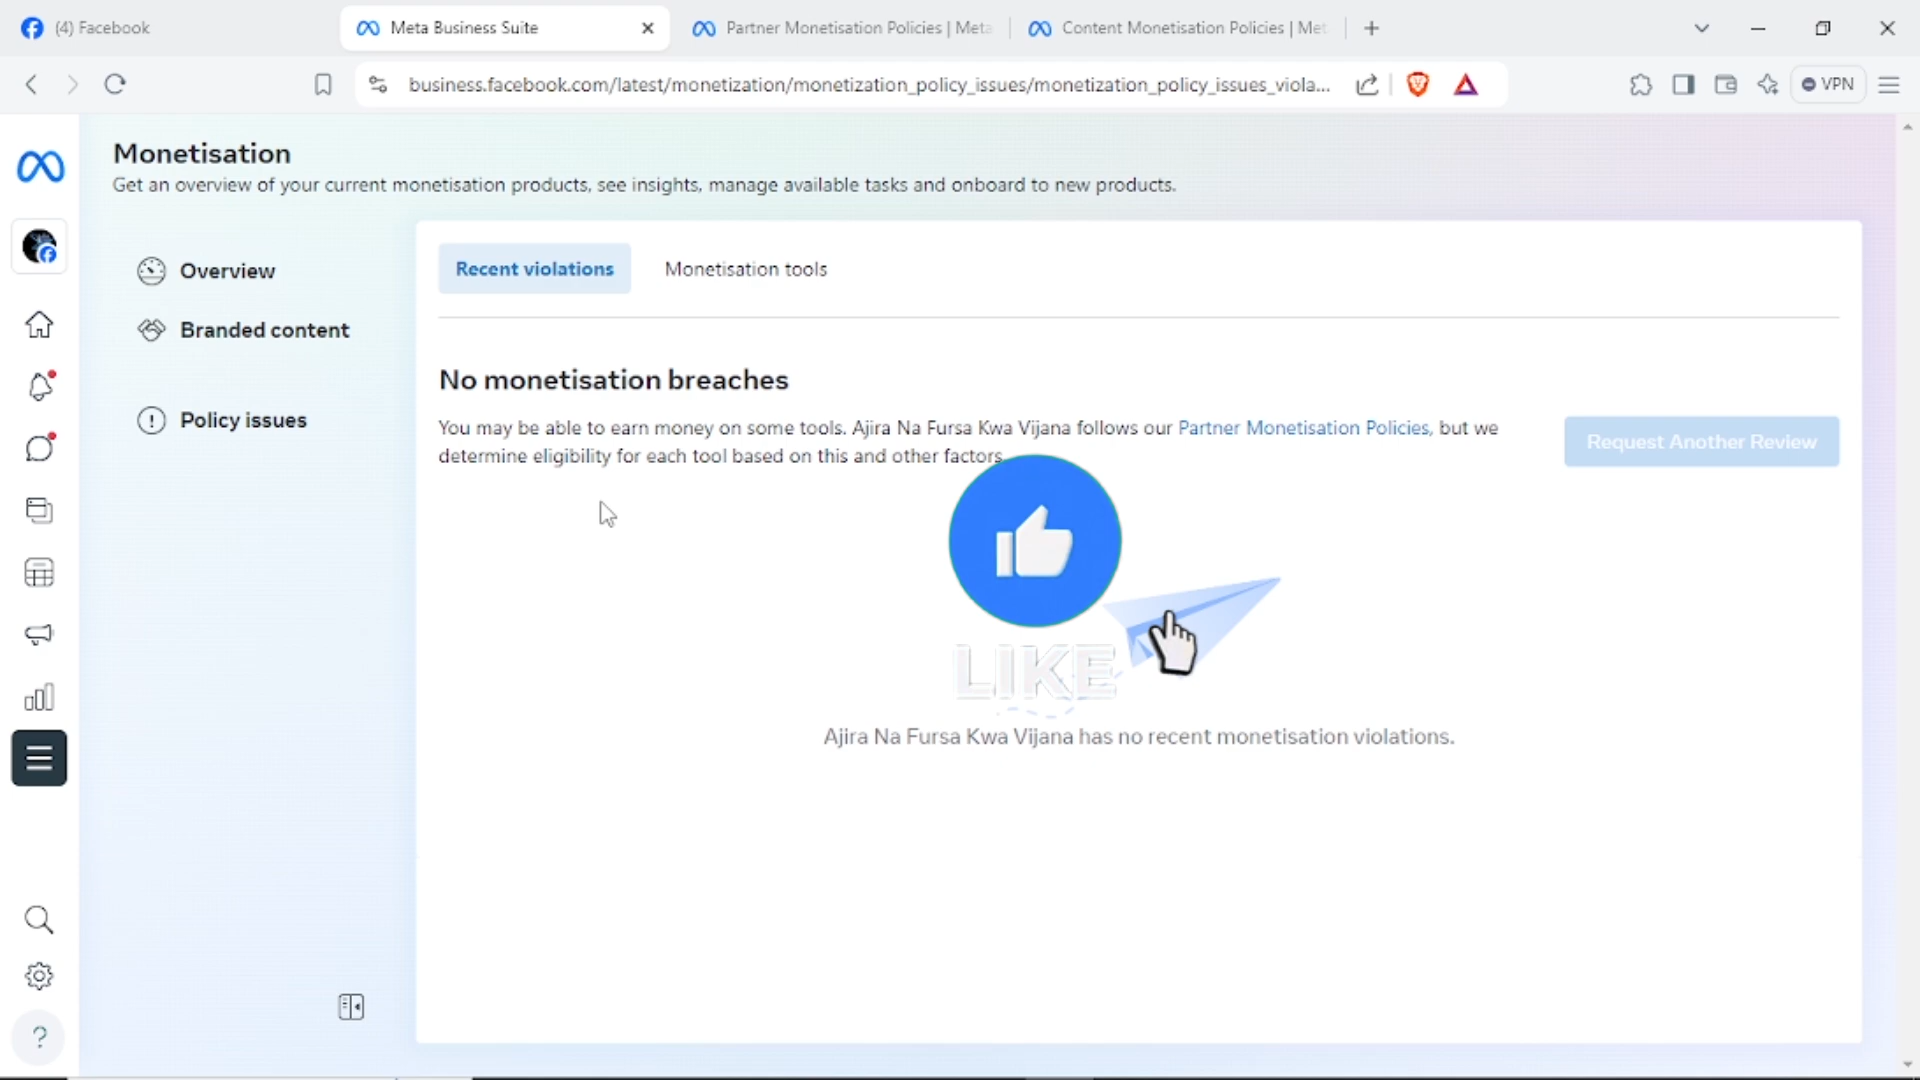 (4) Facebook
Meta Business Suite
Partner Monetisation Policies | Meta
Content Monetisation Policies | Met
business.facebook.com/latest/monetization/monetization_policy_issues/monetization_policy_issues_viola...
VPN
Monetisation
Get an overview of your current monetisation products, see insights, manage available tasks and onboard to new products.
Overview
Branded content
Policy issues
Recent violations
Monetisation tools
No monetisation breaches
You may be able to earn money on some tools. Ajira Na Fursa Kwa Vijana follows our Partner Monetisation Policies, but we
determine eligibility for each tool based on this and other factors.
Request Another Review
LIKE
Ajira Na Fursa Kwa Vijana has no recent monetisation violations.
?